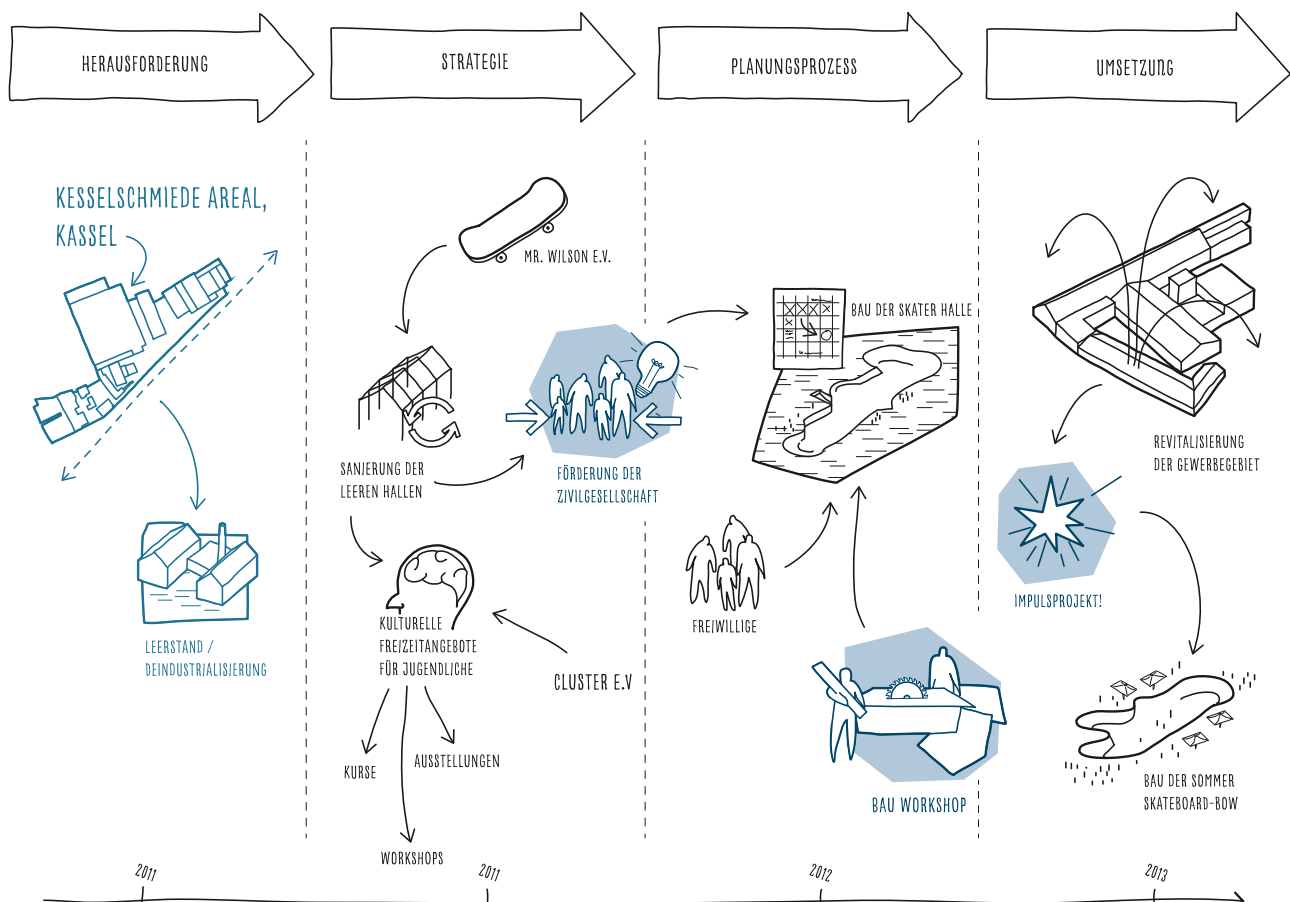 HERAUSFORDERUNG
STRATEGIE
PLANUNGSPROZESS
UMSETZUNG
KESSELSCHMIEDE AREAL,
KASSEL
LEERSTAND /
DEINDUSTRIALISIERUNG
MR. WILSON E.V.
SANIERUNG DER
LEEREN HALLEN
FÖRDERUNG DER
ZIVILGESELLSCHAFT
KULTURELLE
FREIZEITANGEBOTE
FÜR JUGENDLICHE
CLUSTER E.V
KURSE
AUSSTELLUNGEN
WORKSHOPS
BAU DER SKATER HALLE
FREIWILLIGE
BAU WORKSHOP
REVITALISIERUNG
DER GEWERBEGEBIET
IMPULSPROJEKT!
BAU DER SOMMER
SKATEBOARD-BOW
2011
2011
2012
2013